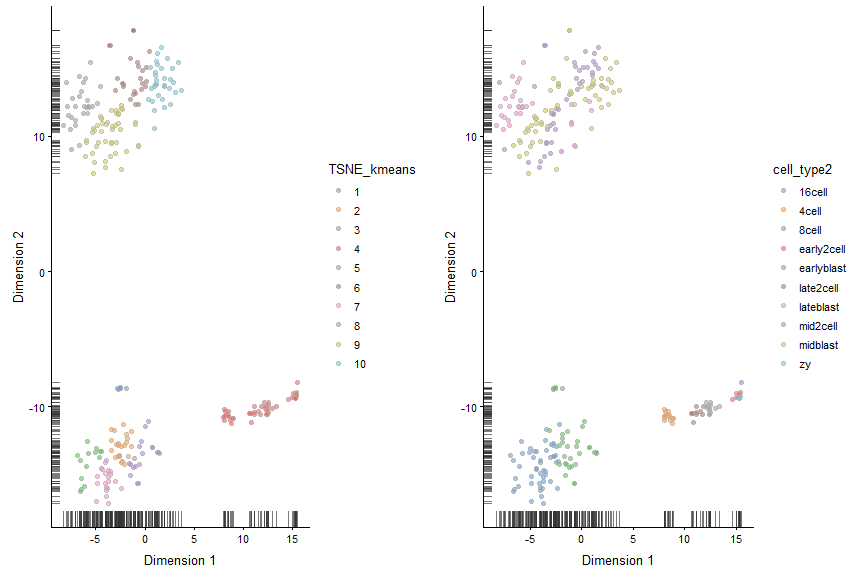 10
0
-10
-5
0
5
10
15
Dimension 1
Dimension 2
TSNE_kmeans
1
2
3
4
5
6
7
8
9
10
10
0
-10
-5
0
5
10
15
Dimension 1
Dimension 2
cell_type2
16cell
4cell
8cell
early2cell
earlyblast
late2cell
lateblast
mid2cell
midblast
zy